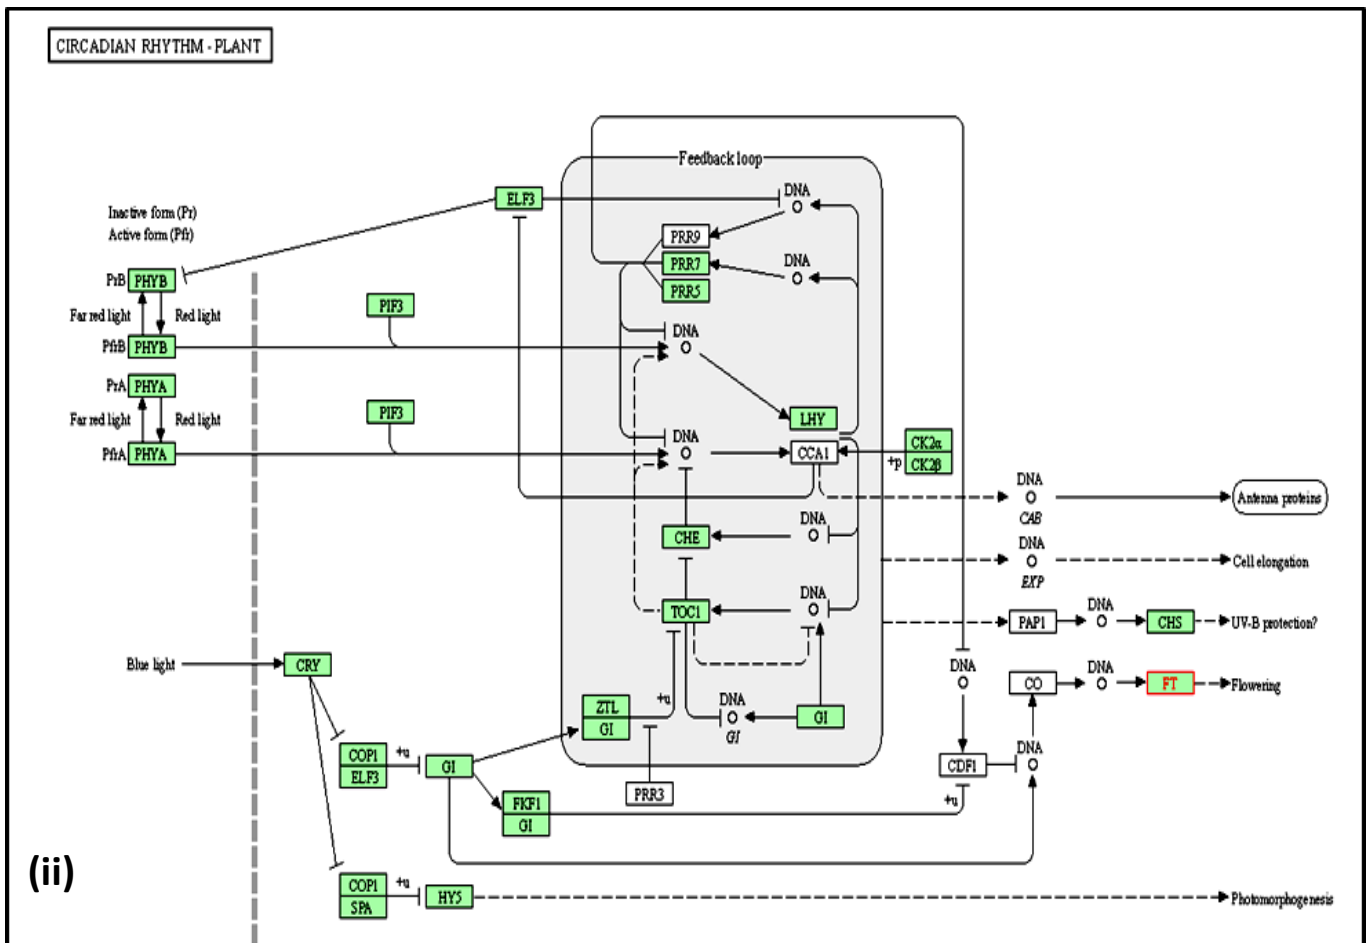 CIRCADIAN RHYTHM - PLANT
Feedback loop
DNA
ELF3
Inactive form (Pr)
Active form (Pfr)
PRR9
PrB PHYB
PRR7
DNA
PRR5
Far red light
Red light
PIF3
DNA
PfrB PHYB
PrA PHYA
Far red light
Red light
PIF3
LHY
DNA
CK2α
PfrA PHYA
CCA1
+p
CK2β
DNA
CAB
Antenna proteins
DNA
CHE
DNA
EXP
Cell elongation
DNA
TOC1
DNA
PAP1
CHS
UV-B protection?
Blue light
CRY
DNA
DNA
CO
FT
Flowering
+u
ZTL
GI
DNA
GI
GI
DNA
COP1
ELF3
+u
GI
CDF1
PRR3
+u
FKF1
GI
(ii)
COP1
SPA
+u
HY5
Photomorphogenesis